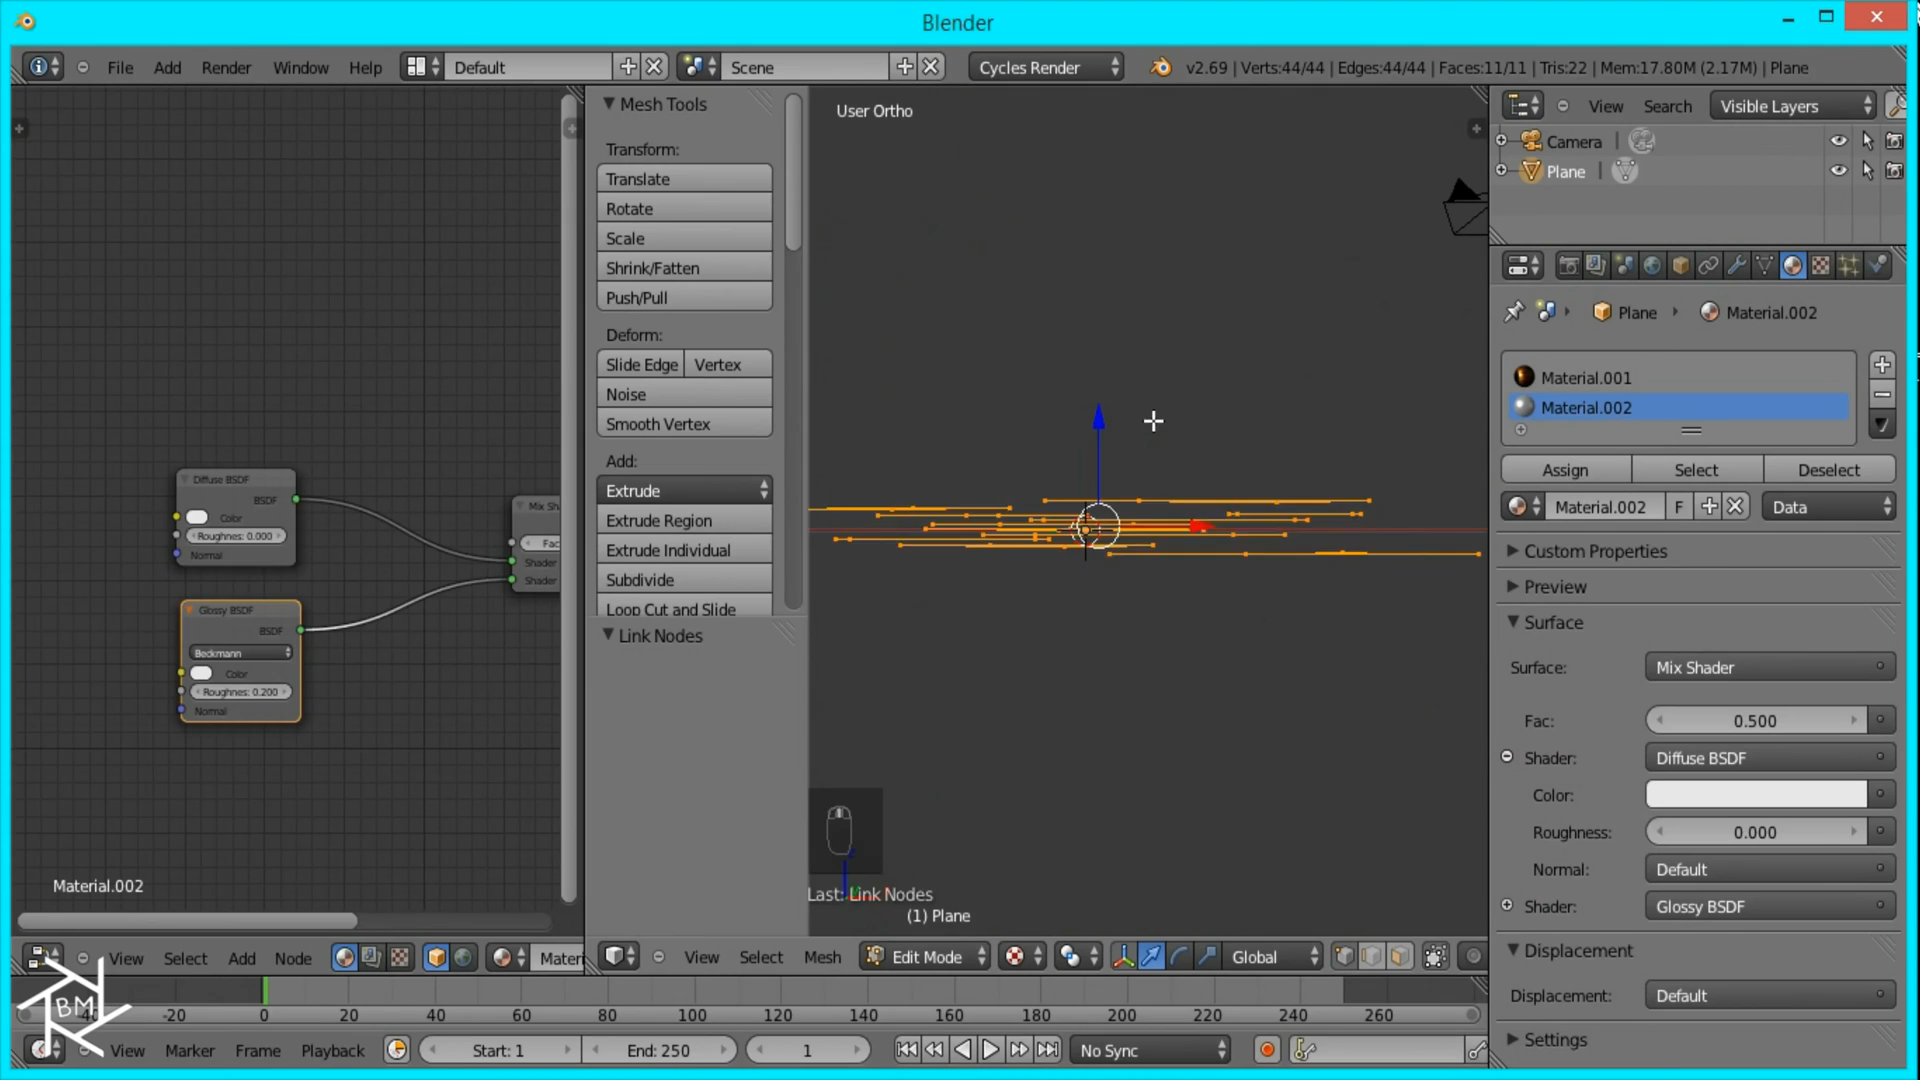 Blender
File Add Render Window Help Default Scene Cycles Render v2.69 | Verts:44/44 | Edges:44/44 | Faces:11/11 | Tris:22 | Mem:17.80M (2.17M) | Plane
Mesh Tools
Transform:
Translate
Rotate
Scale
Shrink/Fatten
Push/Pull
Deform:
Slide Edge Vertex
Noise
Smooth Vertex
Add:
Extrude
Extrude Region
Extrude Individual
Subdivide
Loop Cut and Slide
Link Nodes
User Ortho
View Search Visible Layers
Camera
Plane
Plane Material.002
Material.001
Material.002
Assign Select Deselect
Material.002 F Data
Custom Properties
Preview
Surface
Surface: Mix Shader
Fac: 0.500
Shader: Diffuse BSDF
Color:
Roughness: 0.000
Normal: Default
Shader: Glossy BSDF
Displacement
Displacement: Default
Settings
Diffuse BSDF
BSDF
Color
Roughness: 0.000
Normal
Glossy BSDF
BSDF
Beckmann
Color
Roughness: 0.200
Normal
Mix Sh
Fac
Shader
Shader
Material.002
Last: Link Nodes
(1) Plane
View Select Add Node Materi
View Select Mesh Edit Mode Global
-40 -20 0 20 40 60 80 100 120 140 160 180 200 220 240 260
BM
View Marker Frame Playback Start: 1 End: 250 1 No Sync